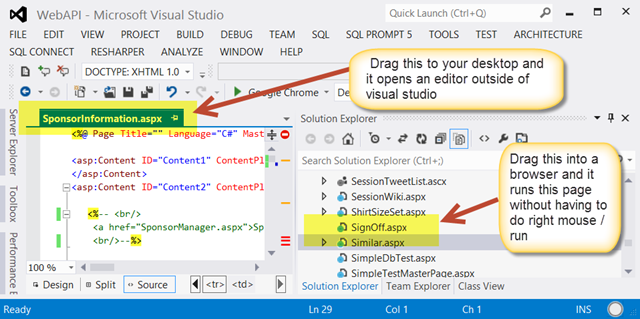 WebAPI - Microsoft Visual Studio
Quick Launch (Ctrl+Q)
FILE EDIT VIEW PROJECT BUILD DEBUG TEAM SQL SQL PROMPT 5 TOOLS TEST ARCHITECTURE
SQL CONNECT RESHARPER ANALYZE WINDOW HELP
DOCTYPE: XHTML 1.0
Google Chrome
Drag this to your desktop and
it opens an editor outside of
visual studio
Server Explorer
Toolbox
Performance E
SponsorInformation.aspx
<%@ Page Title="" Language="C#" Mast
<asp:Content ID="Content1" ContentPl
</asp:Content>
<asp:Content ID="Content2" ContentPl
<%-- <br/>
<a href="SponsorManager.aspx">Sp
<br/>--%>
100 %
Design Split Source <tr> <td>
Solution Explorer
Search Solution Explorer (Ctrl+;)
SessionTweetList.ascx
SessionWiki.aspx
ShirtSizeSet.aspx
SignOff.aspx
Similar.aspx
SimpleDbTest.aspx
SimpleTestMasterPage.aspx
Drag this into a
browser and it
runs this page
without having to
do right mouse /
run
Solution Explorer Team Explorer Class View
Ready Ln 29 Col 1 Ch 1 INS